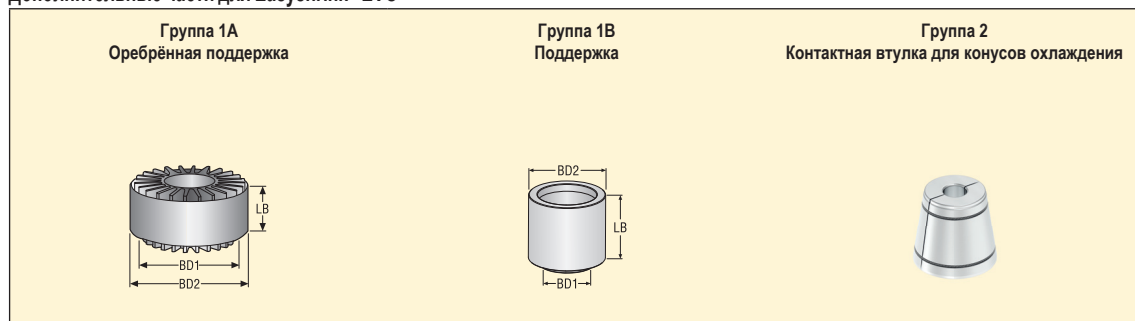 Группа 1A
Оребрённая поддержка
Группа 1B
Поддержка
Группа 2
Контактная втулка для конусов охлаждения
LB
BD1
BD2
BD2
LB
BD1